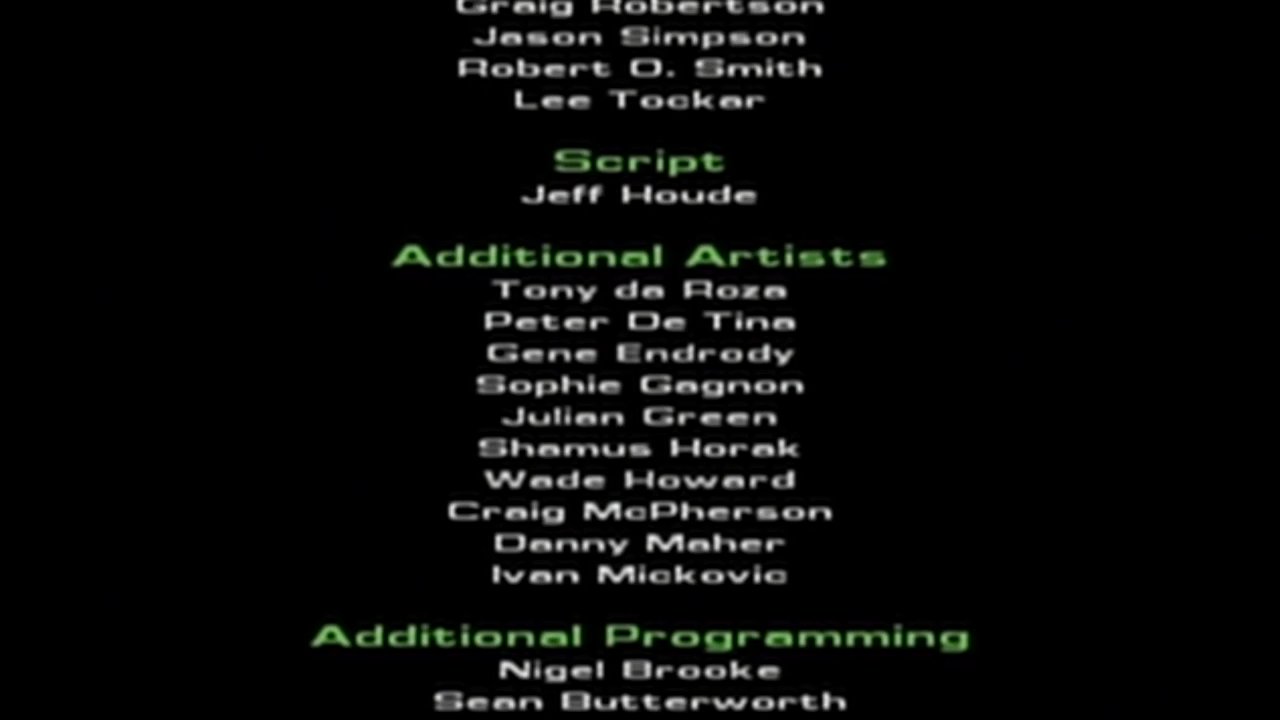 Graig Robertson
Jason Simpson
Robert O. Smith
Lee Tockar
Script
Jeff Houde
Additional Artists
Tony da Roza
Peter De Tina
Gene Endrody
Sophie Gagnon
Julian Green
Shamus Horak
Wade Howard
Craig McPherson
Danny Maher
Ivan Mickovic
Additional Programming
Nigel Brooke
Sean Butterworth